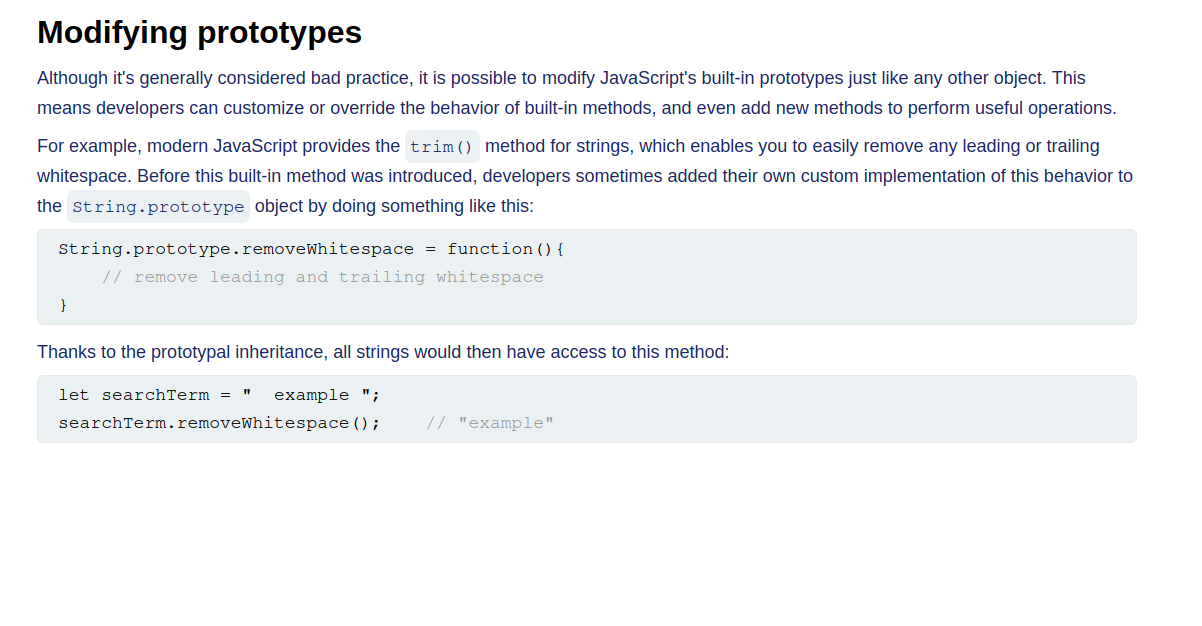 Modifying prototypes
Although it's generally considered bad practice, it is possible to modify JavaScript's built-in prototypes just like any other object. This
means developers can customize or override the behavior of built-in methods, and even add new methods to perform useful operations.
For example, modern JavaScript provides the trim() method for strings, which enables you to easily remove any leading or trailing
whitespace. Before this built-in method was introduced, developers sometimes added their own custom implementation of this behavior to
the String.prototype object by doing something like this:
String.prototype.removeWhitespace = function(){
    // remove leading and trailing whitespace
}
Thanks to the prototypal inheritance, all strings would then have access to this method:
let searchTerm = "  example ";
searchTerm.removeWhitespace();    // "example"